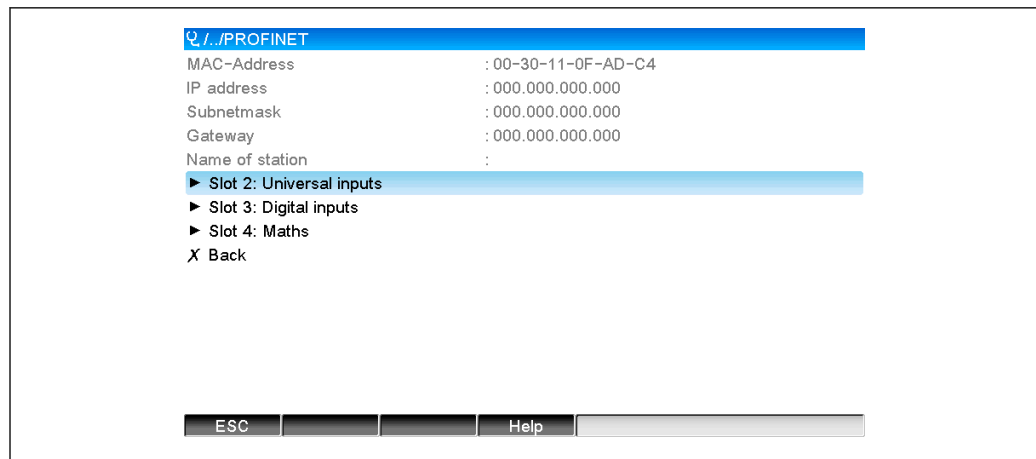 /../PROFINET
MAC-Address : 00-30-11-0F-AD-C4
IP address : 000.000.000.000
Subnetmask : 000.000.000.000
Gateway : 000.000.000.000
Name of station :
► Slot 2: Universal inputs
► Slot 3: Digital inputs
► Slot 4: Maths
X Back
ESC Help